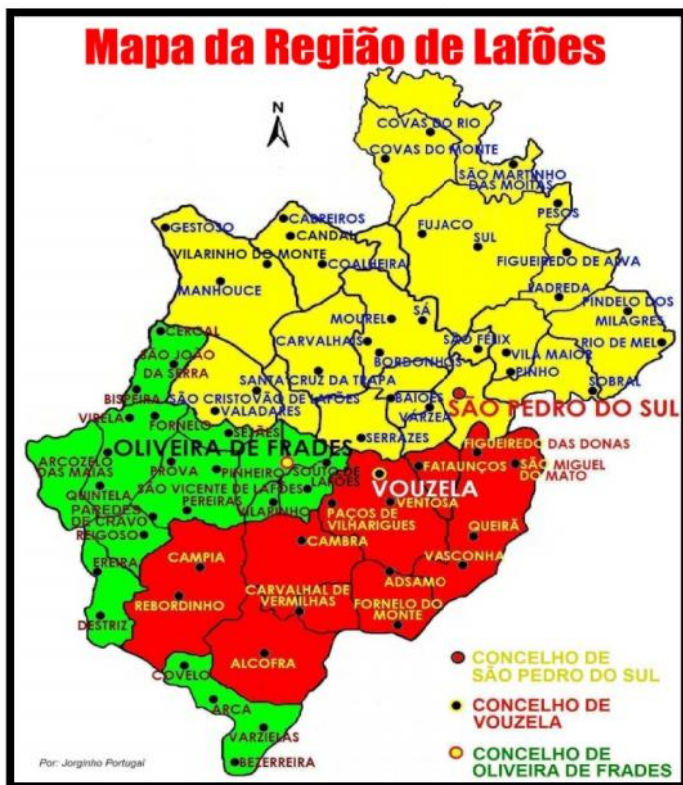 Mapa da Região de Lafões
N
COVAS DO RIO
COVAS DO MONTE
SÃO MARTINHO
DAS MOITAS
PESOS
GESTOSO
CABREIROS
CANDAL
FUJACO
SUL
VILARINHO DO MONTE
COALHEIRA
FIGUEIREDO DE ALVA
MANHOUCE
LADREDA
PINDELO DOS
MILAGRES
MOUREL
SÁ
CERCAL
CARVALHAIS
SÃO FÉLIX
RIO DE MEL
SÃO JOÃO
DA SERRA
BORDONHOS
VILA MAIOR
PINHO
SANTA CRUZ DA TRAPA
SOBRAL
BISPEIRA
SÃO CRISTOVÃO DE LAFÕES
BAIÕES
VALADARES
VÁRZEA
SÃO PEDRO DO SUL
VIRELA
FORNELO
SEJÃES
SERRAZES
OLIVEIRA DE FRADES
FIGUEIREDO DAS DONAS
ARCOZELO
DAS MAIAS
PROVA
PINHEIRO
SOUTO DE
LAFÕES
FATAUNÇOS
SÃO MIGUEL
DO MATO
VOUZELA
QUINTELA
SÃO VICENTE DE LAFÕES
PAREDES
DE CRAVO
PEREIRAS
VILARINHO
PAÇOS DE
VILHARIGUES
VENTOSA
REIGOSO
CAMBRA
QUEIRÃ
CAMPIA
VASCONHA
EREIRA
ADSAMO
REBORDINHO
CARVALHAL DE
VERMILHAS
FORNELO DO
MONTE
DESTRIZ
ALCOFRA
COVELO
ARCA
VARZIELAS
BEZERREIRA
CONCELHO DE
SÃO PEDRO DO SUL
CONCELHO DE
VOUZELA
CONCELHO DE
OLIVEIRA DE FRADES
Por: Jorginho Portugal